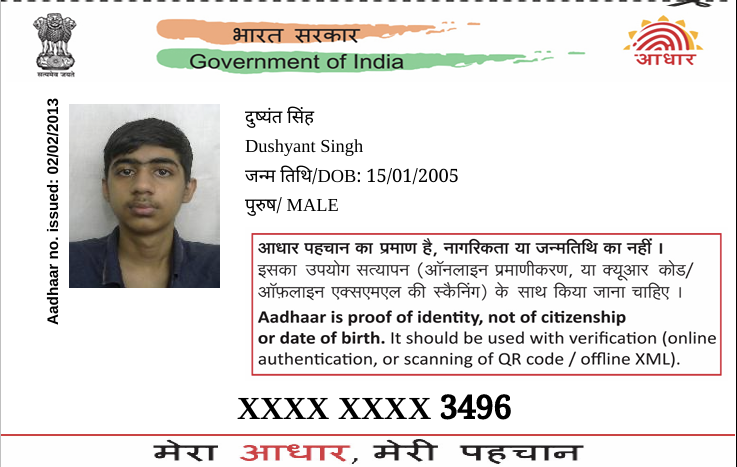 भारत सरकार
Government of India
सत्यमेव जयते
आधार
Aadhaar no. issued: 02/02/2013
दुष्यंत सिंह
Dushyant Singh
जन्म तिथि/DOB: 15/01/2005
पुरुष/ MALE
आधार पहचान का प्रमाण है, नागरिकता या जन्मतिथि का नहीं ।
इसका उपयोग सत्यापन (ऑनलाइन प्रमाणीकरण, या क्यूआर कोड/
ऑफ़लाइन एक्सएमएल की स्कैनिंग) के साथ किया जाना चाहिए ।
Aadhaar is proof of identity, not of citizenship
or date of birth. It should be used with verification (online
authentication, or scanning of QR code / offline XML).
XXXX XXXX 3496
मेरा आधार, मेरी पहचान